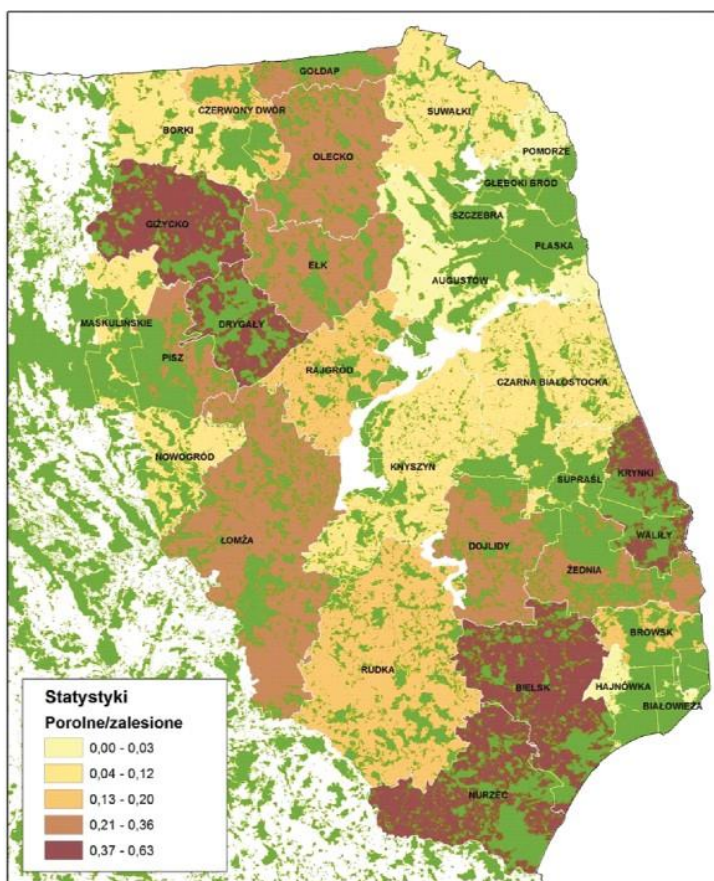 GOŁDAP
CZERWONY DWÓR
BORKI
SUWAŁKI
OLECKO
POMORZE
GŁEBOKI BRÓD
GIŻYCKO
SZCZEBRA
PŁASKA
EŁK
AUGUSTÓW
MASKULIŃSKIE
DRYGAŁY
PISZ
RAJGRÓD
CZARNA BIAŁOSTOCKA
NOWOGRÓD
KNYSZYN
SUPRAŚL
KRYNKI
ŁOMŻA
DOJLIDY
WALIŁY
ŻEDNIA
BROWSK
RUDKA
BIELSK
HAJNÓWKA
BIAŁOWIEŻA
NURZEC
Statystyki
Porolne/zalesione
0,00 - 0,03
0,04 - 0,12
0,13 - 0,20
0,21 - 0,36
0,37 - 0,63